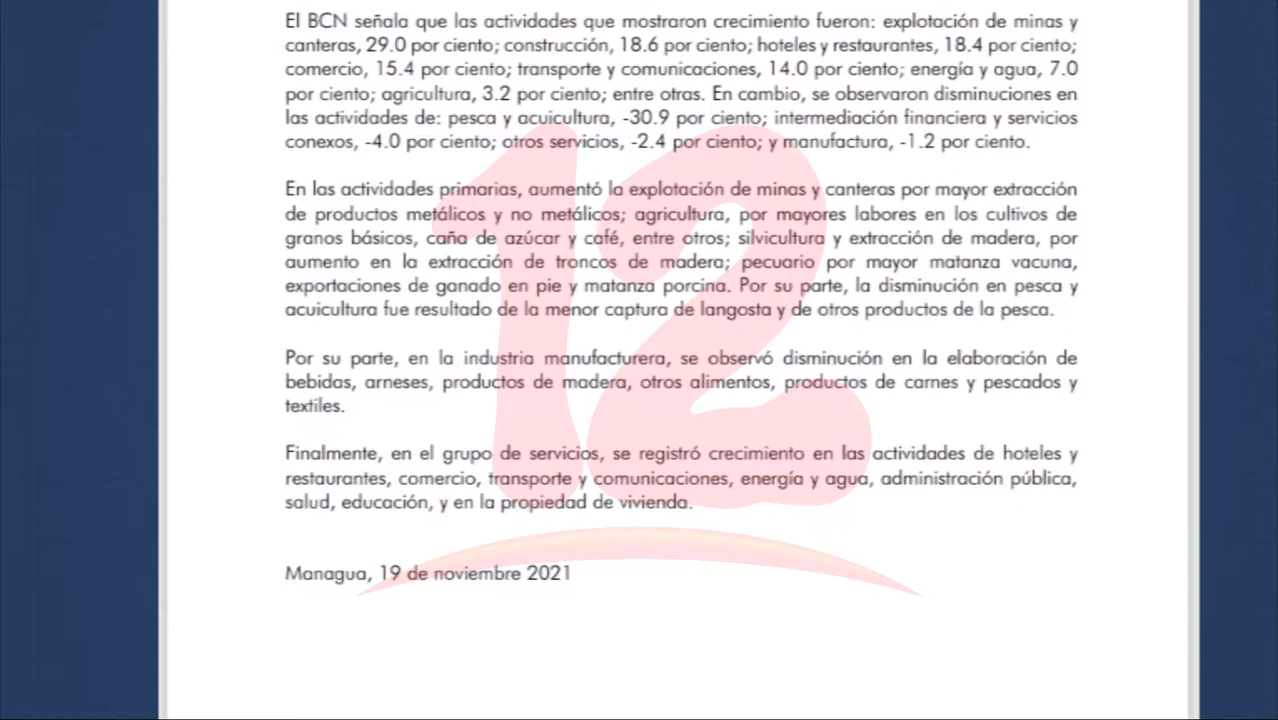 El BCN señala que las actividades que mostraron crecimiento fueron: explotación de minas y
canteras, 29.0 por ciento; construcción, 18.6 por ciento; hoteles y restaurantes, 18.4 por ciento;
comercio, 15.4 por ciento; transporte y comunicaciones, 14.0 por ciento; energía y agua, 7.0
por ciento; agricultura, 3.2 por ciento; entre otras. En cambio, se observaron disminuciones en
las actividades de: pesca y acuicultura, -30.9 por ciento; intermediación financiera y servicios
conexos, -4.0 por ciento; otros servicios, -2.4 por ciento; y manufactura, -1.2 por ciento.
En las actividades primarias, aumentó la explotación de minas y canteras por mayor extracción
de productos metálicos y no metálicos; agricultura, por mayores labores en los cultivos de
granos básicos, caña de azúcar y café, entre otros; silvicultura y extracción de madera, por
aumento en la extracción de troncos de madera; pecuario por mayor matanza vacuna,
exportaciones de ganado en pie y matanza porcina. Por su parte, la disminución en pesca y
acuicultura fue resultado de la menor captura de langosta y de otros productos de la pesca.
Por su parte, en la industria manufacturera, se observó disminución en la elaboración de
bebidas, arneses, productos de madera, otros alimentos, productos de carnes y pescados y
textiles.
Finalmente, en el grupo de servicios, se registró crecimiento en las actividades de hoteles y
restaurantes, comercio, transporte y comunicaciones, energía y agua, administración pública,
salud, educación, y en la propiedad de vivienda.
Managua, 19 de noviembre 2021
12